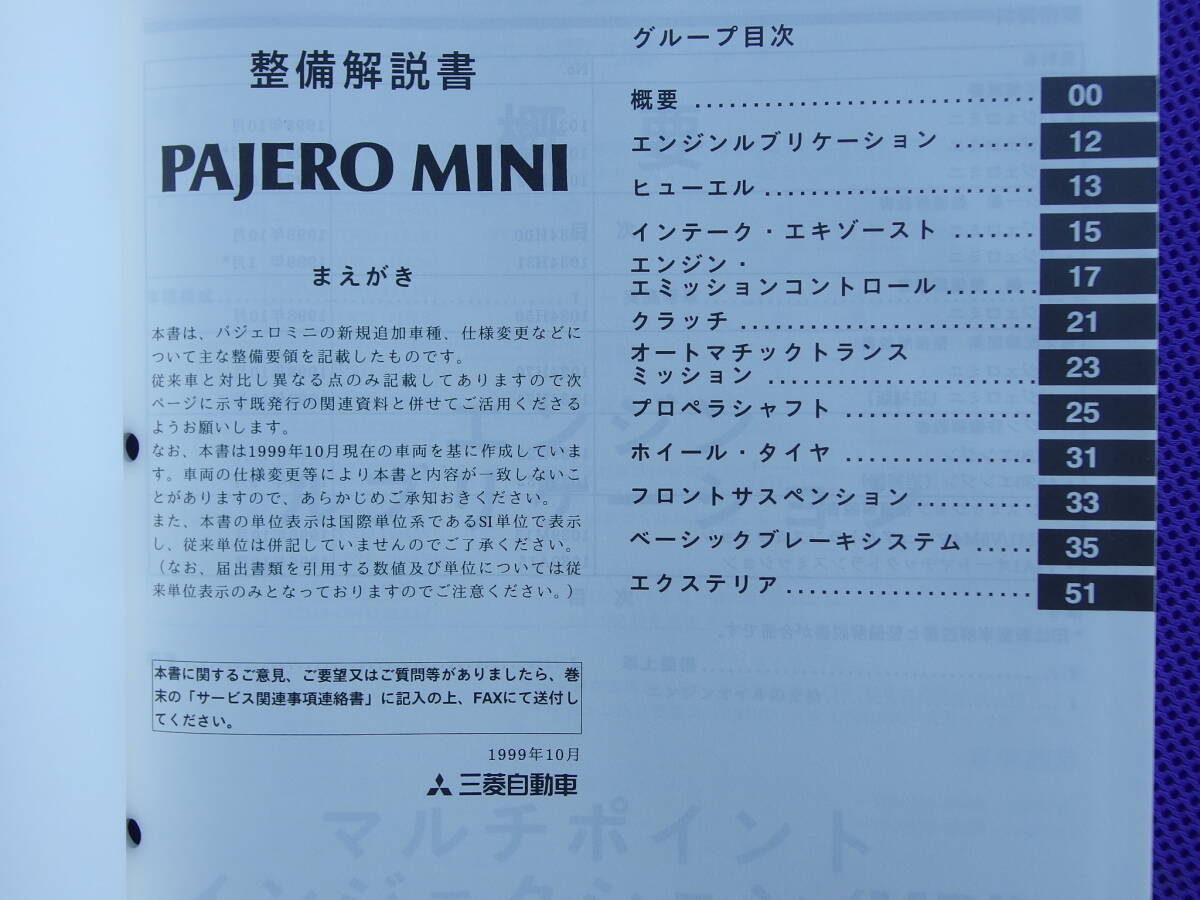 整備解説書
PAJERO MINI
まえがき
本書は、パジェロミニの新規追加車種、仕様変更などに
ついて主な整備要領を記載したものです。
従来車と対比し異なる点のみ記載してありますので次
ページに示す既発行の関連資料と併せてご活用くださる
ようお願いします。
なお、本書は1999年10月現在の車両を基に作成していま
す。車両の仕様変更等により本書と内容が一致しないこ
とがありますので、あらかじめご承知おきください。
また、本書の単位表示は国際単位系であるSI単位で表示
し、従来単位は併記していませんのでご了承ください。
（なお、届出書類を引用する数値及び単位については従
来単位表示のみとなっておりますのでご注意ください。）
本書に関するご意見、ご要望又はご質問等がありましたら、巻
末の「サービス関連事項連絡書」に記入の上、FAXにて送付し
てください。
1999年10月
三菱自動車
グループ目次
概要 .............................. 00
エンジンルブリケーション ....... 12
ヒューエル ........................ 13
インテーク・エキゾースト ....... 15
エンジン・
エミッションコントロール ........ 17
クラッチ .......................... 21
オートマチックトランス
ミッション ........................ 23
プロペラシャフト ................. 25
ホイール・タイヤ ................. 31
フロントサスペンション .......... 33
ベーシックブレーキシステム ..... 35
エクステリア ...................... 51
マルチポイント